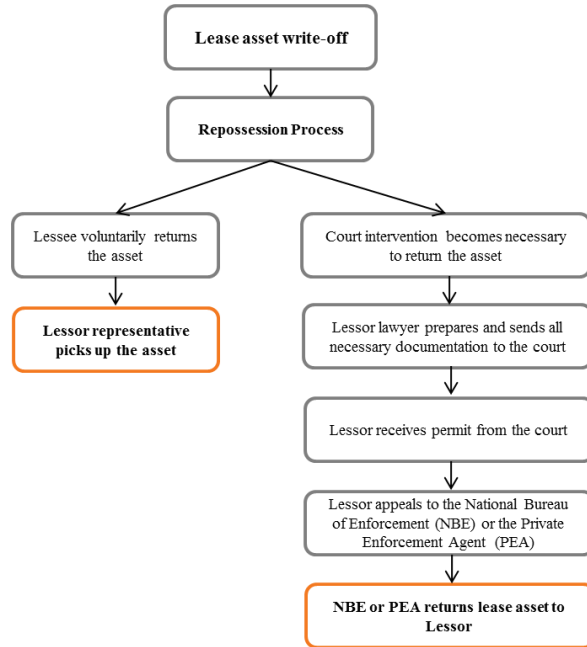 Lease asset write-off
Repossession Process
Lessee voluntarily returns
the asset
Lessor representative
picks up the asset
Court intervention becomes necessary
to return the asset
Lessor lawyer prepares and sends all
necessary documentation to the court
Lessor receives permit from the court
Lessor appeals to the National Bureau
of Enforcement (NBE) or the Private
Enforcement Agent (PEA)
NBE or PEA returns lease asset to
Lessor